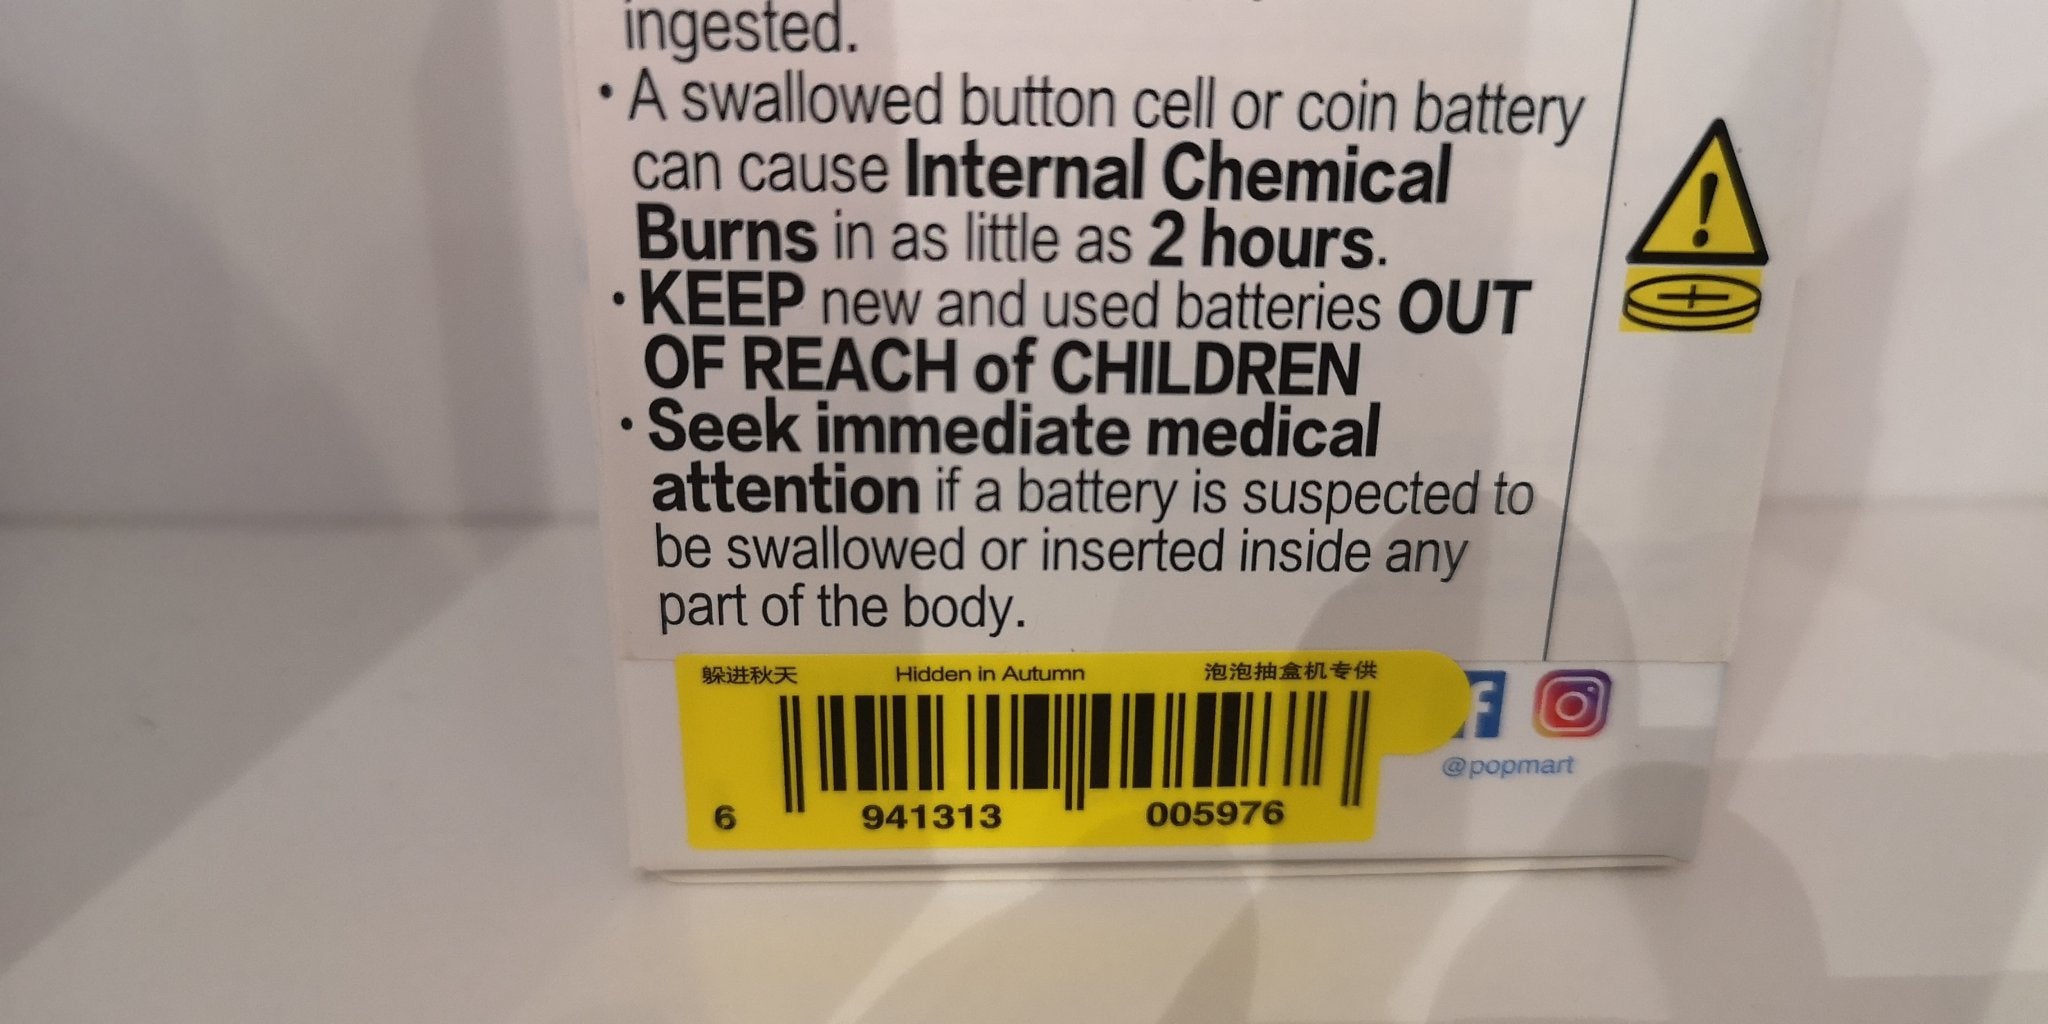 ingested.
• A swallowed button cell or coin battery
can cause Internal Chemical
Burns in as little as 2 hours.
• KEEP new and used batteries OUT
OF REACH of CHILDREN
• Seek immediate medical
attention if a battery is suspected to
be swallowed or inserted inside any
part of the body.
躲进秋天 Hidden in Autumn 泡泡抽盒机专供
6 941313 005976
@popmart